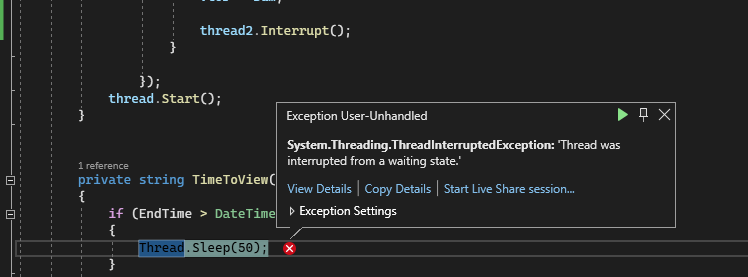 thread2.Interrupt();
}
});
thread.Start();
}
Exception User-Unhandled
System.Threading.ThreadInterruptedException: 'Thread was
interrupted from a waiting state.'
View Details | Copy Details | Start Live Share session...
Exception Settings
1 reference
private string TimeToView(
{
if (EndTime > DateTime
{
Thread.Sleep(50);
}